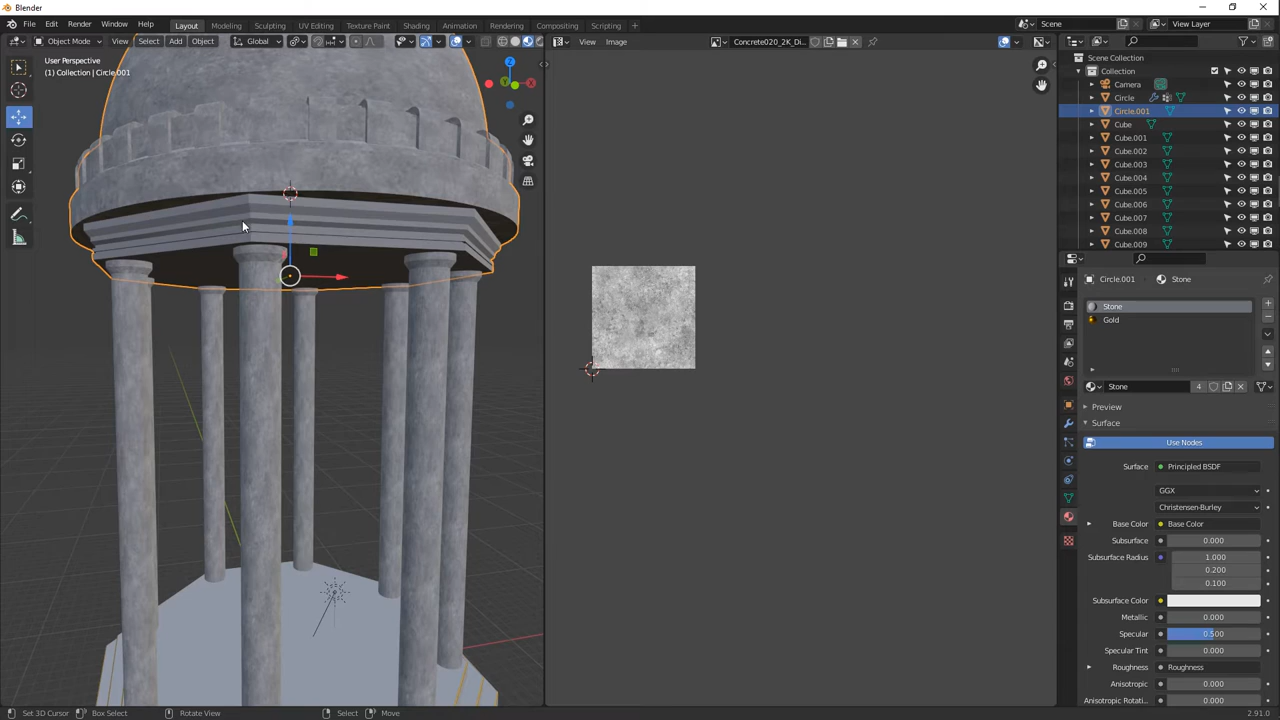 Blender
File Edit Render Window Help
Layout Modeling Sculpting UV Editing Texture Paint Shading Animation Rendering Compositing Scripting
Scene
View Layer
Object Mode View Select Add Object Global
View Image Concrete020_2K_Di...
User Perspective
(1) Collection | Circle.001
Z
X
Y
Scene Collection
Collection
Camera
Circle
Circle.001
Cube
Cube.001
Cube.002
Cube.003
Cube.004
Cube.005
Cube.006
Cube.007
Cube.008
Cube.009
Circle.001 Stone
Stone
Gold
Stone 4
Preview
Surface
Use Nodes
Surface Principled BSDF
GGX
Christensen-Burley
Base Color Base Color
Subsurface 0.000
Subsurface Radius 1.000
0.200
0.100
Subsurface Color
Metallic 0.000
Specular 0.500
Specular Tint 0.000
Roughness Roughness
Anisotropic 0.000
Anisotropic Rotati... 0.000
Set 3D Cursor Box Select Rotate View Select Move 2.91.0